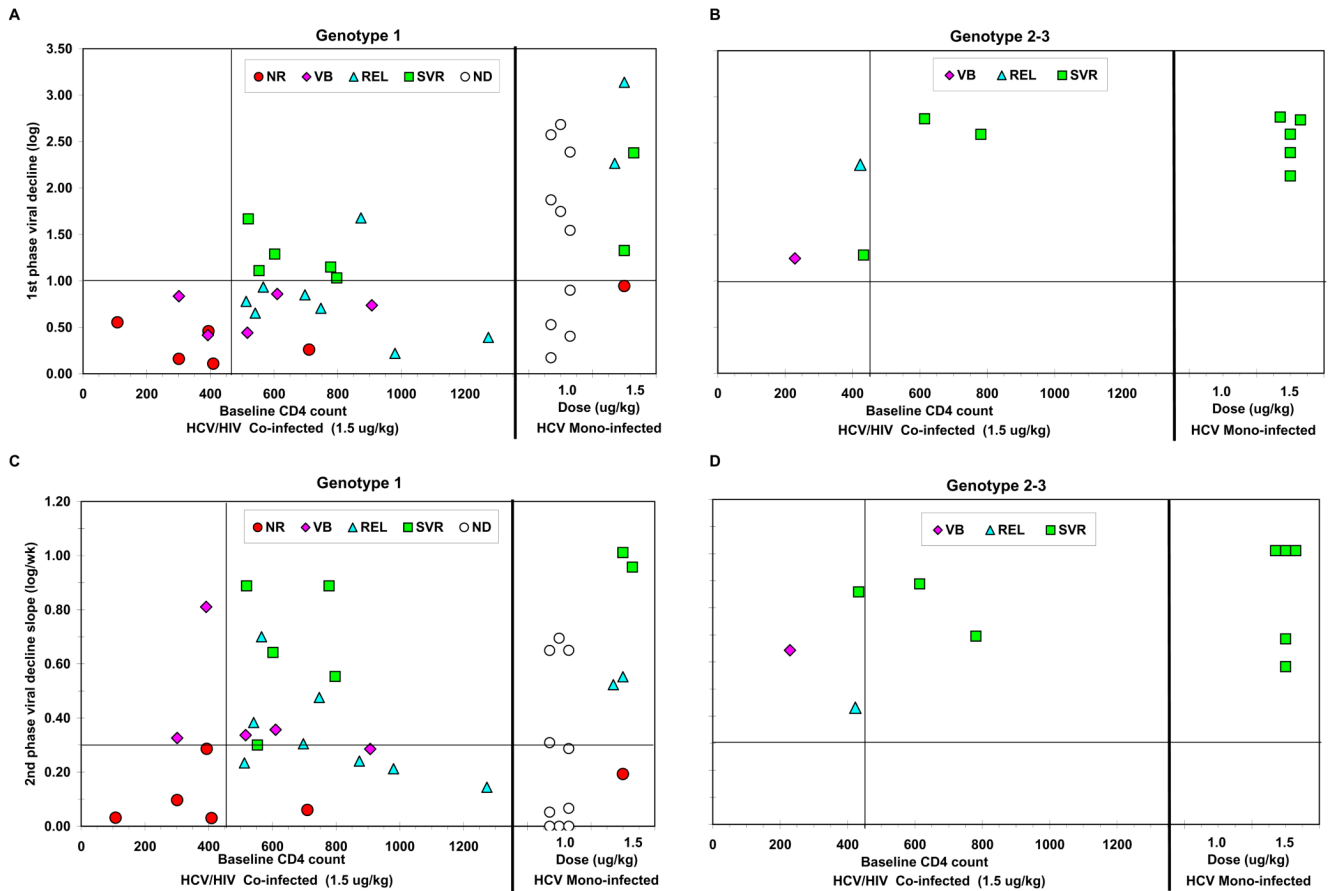 A
Genotype 1
NR VB REL SVR ND
1st phase viral decline (log)
3.50
3.00
2.50
2.00
1.50
1.00
0.50
0.00
0 200 400 600 800 1000 1200 1.0 1.5
Baseline CD4 count Dose (ug/kg)
HCV/HIV Co-infected (1.5 ug/kg) HCV Mono-infected
B
Genotype 2-3
VB REL SVR
0 200 400 600 800 1000 1200 1.0 1.5
Baseline CD4 count Dose (ug/kg)
HCV/HIV Co-infected (1.5 ug/kg) HCV Mono-infected
C
Genotype 1
NR VB REL SVR ND
2nd phase viral decline slope (log/wk)
1.20
1.00
0.80
0.60
0.40
0.20
0.00
0 200 400 600 800 1000 1200 1.0 1.5
Baseline CD4 count Dose (ug/kg)
HCV/HIV Co-infected (1.5 ug/kg) HCV Mono-infected
D
Genotype 2-3
VB REL SVR
0 200 400 600 800 1000 1200 1.0 1.5
Baseline CD4 count Dose (ug/kg)
HCV/HIV Co-infected (1.5 ug/kg) HCV Mono-infected